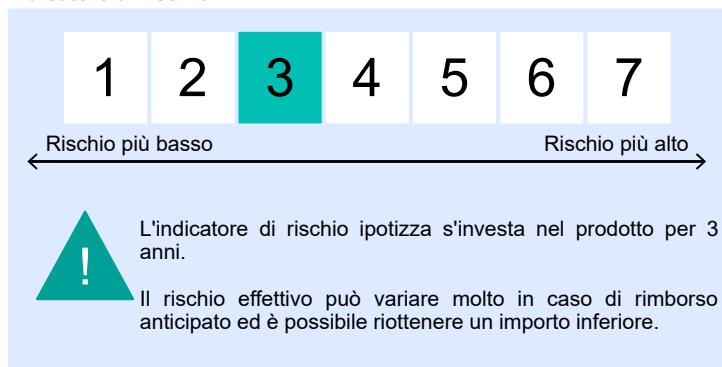 1 2 3 4 5 6 7
Rischio più basso Rischio più alto
!
L'indicatore di rischio ipotizza s'investa nel prodotto per 3
anni.
Il rischio effettivo può variare molto in caso di rimborso
anticipato ed è possibile riottenere un importo inferiore.